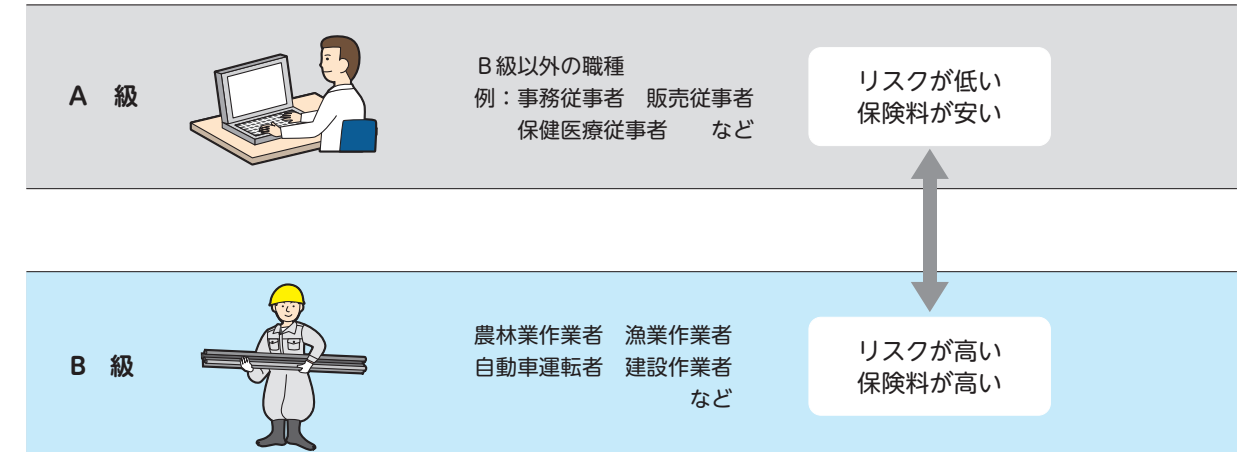 A 級
B級以外の職種
例：事務従事者 販売従事者
保健医療従事者 など
リスクが低い
保険料が安い
B 級
農林業作業者 漁業作業者
自動車運転者 建設作業者
など
リスクが高い
保険料が高い